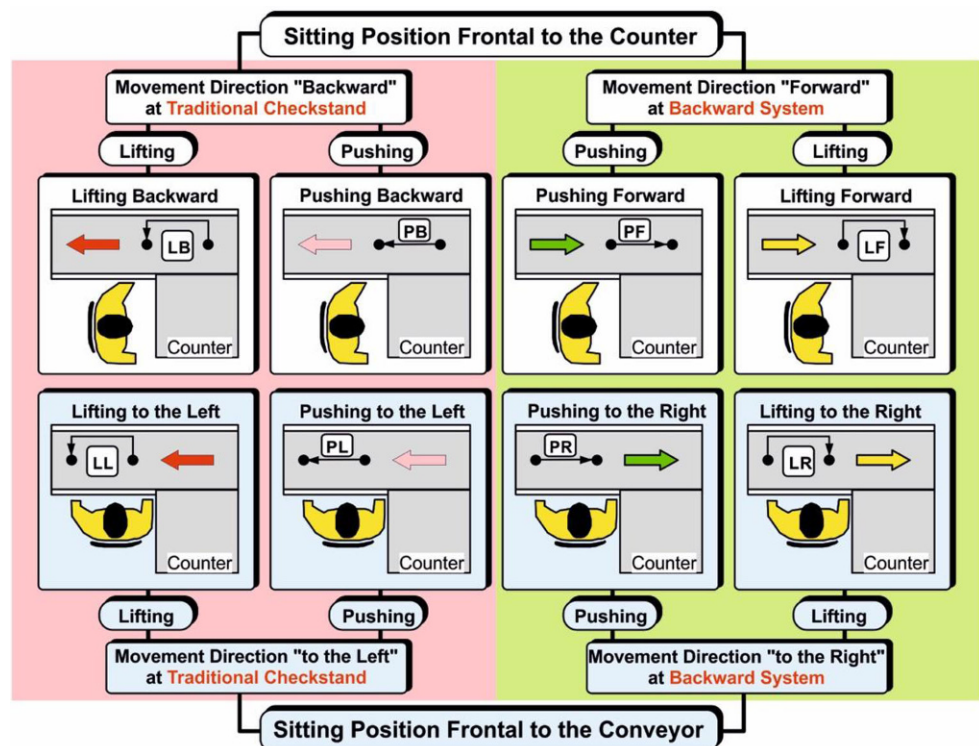 Sitting Position Frontal to the Counter
Movement Direction "Backward"
at Traditional Checkstand
Movement Direction "Forward"
at Backward System
Lifting
Pushing
Pushing
Lifting
Lifting Backward
LB
Counter
Pushing Backward
PB
Counter
Pushing Forward
PF
Counter
Lifting Forward
LF
Counter
Lifting to the Left
LL
Counter
Pushing to the Left
PL
Counter
Pushing to the Right
PR
Counter
Lifting to the Right
LR
Counter
Lifting
Pushing
Pushing
Lifting
Movement Direction "to the Left"
at Traditional Checkstand
Movement Direction "to the Right"
at Backward System
Sitting Position Frontal to the Conveyor